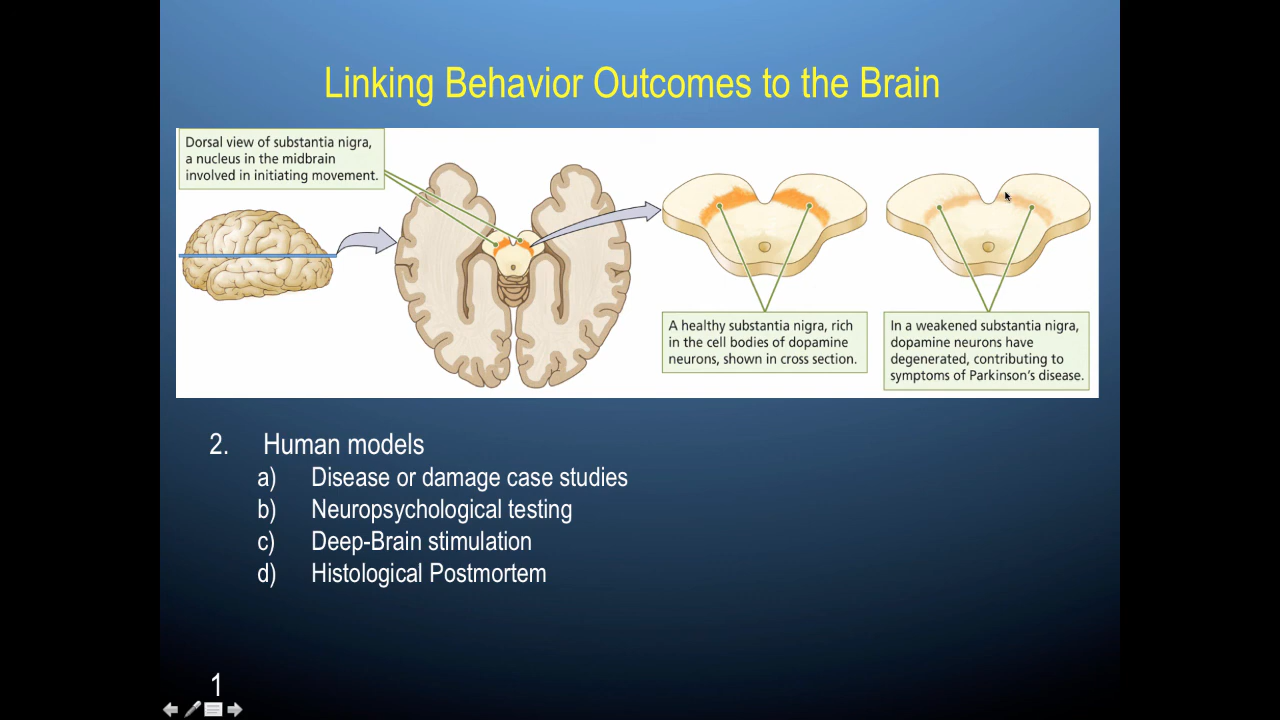 Linking Behavior Outcomes to the Brain
Dorsal view of substantia nigra,
a nucleus in the midbrain
involved in initiating movement.
A healthy substantia nigra, rich
in the cell bodies of dopamine
neurons, shown in cross section.
In a weakened substantia nigra,
dopamine neurons have
degenerated, contributing to
symptoms of Parkinson's disease.
2. Human models
a) Disease or damage case studies
b) Neuropsychological testing
c) Deep-Brain stimulation
d) Histological Postmortem
1